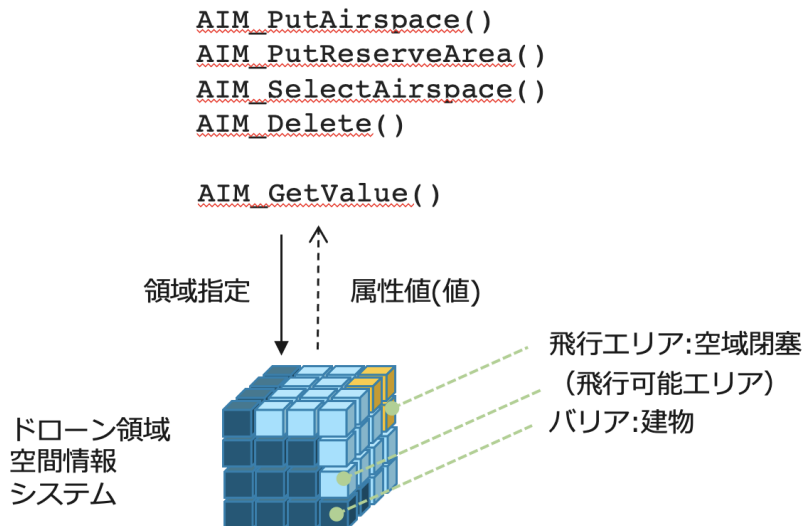 AIM_PutAirspace()
AIM_PutReserveArea()
AIM_SelectAirspace()
AIM_Delete()
AIM_GetValue()
領域指定
属性値(値)
飛行エリア:空域閉塞
（飛行可能エリア）
バリア:建物
ドローン領域
空間情報
システム